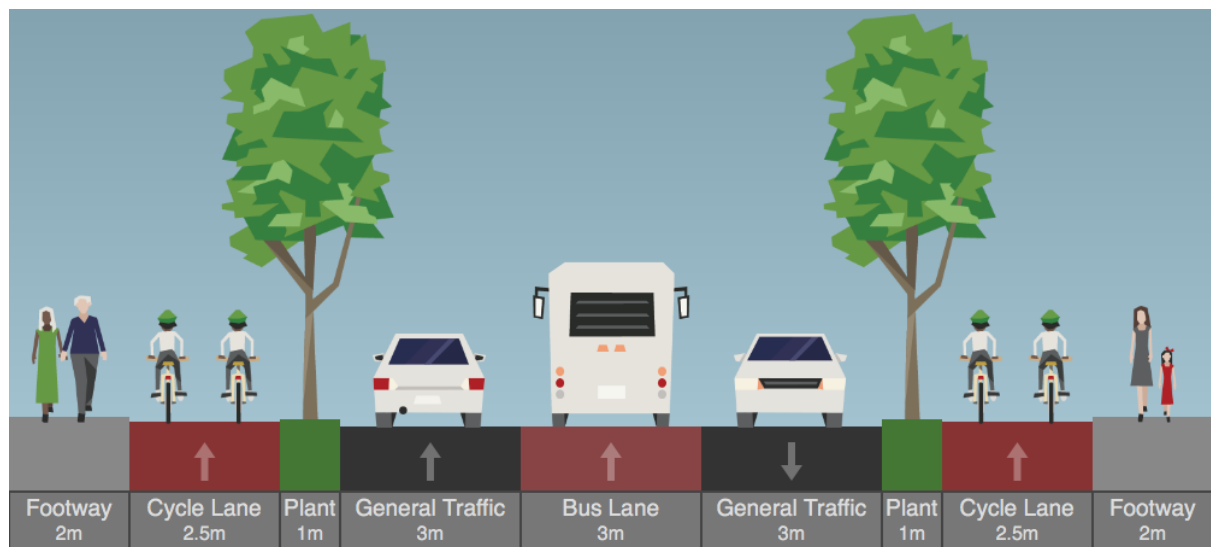 Footway
2m
Cycle Lane
2.5m
Plant
1m
General Traffic
3m
Bus Lane
3m
General Traffic
3m
Plant
1m
Cycle Lane
2.5m
Footway
2m